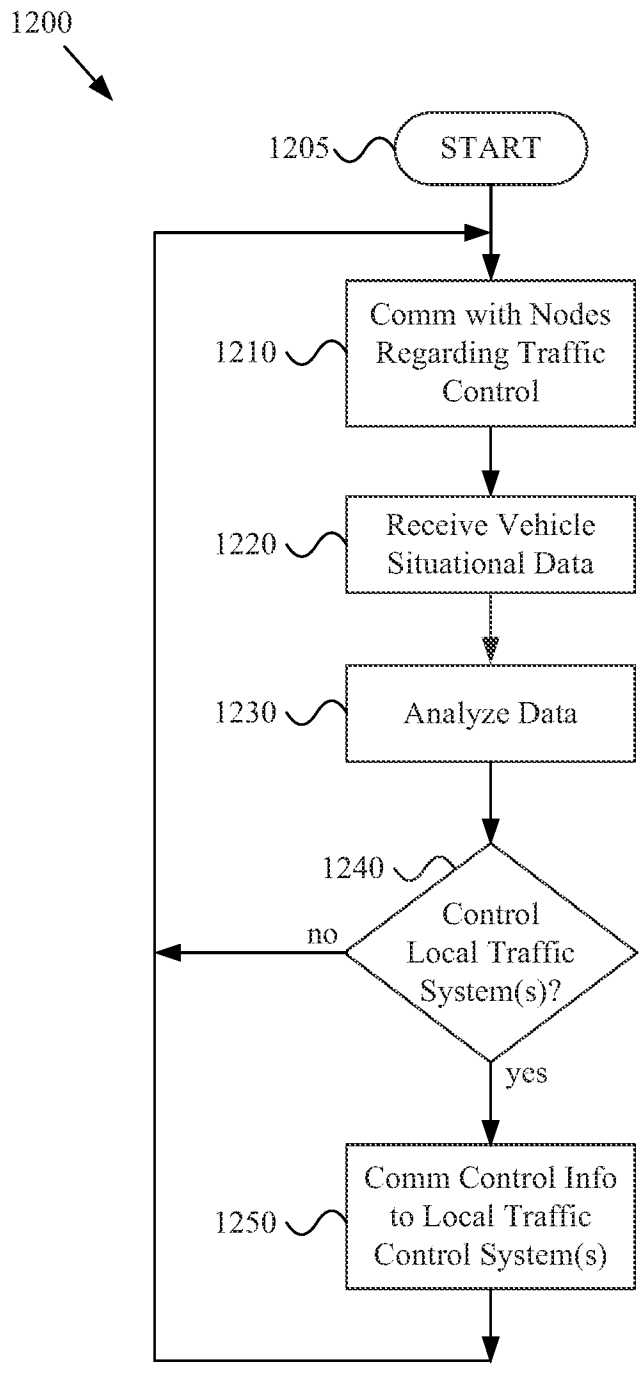 1200
1205
START
Comm with Nodes
1210
Regarding Traffic
Control
1220
Receive Vehicle
Situational Data
1230
Analyze Data
1240
Control
no
Local Traffic
System(s)?
yes
Comm Control Info
1250
to Local Traffic
Control System(s)